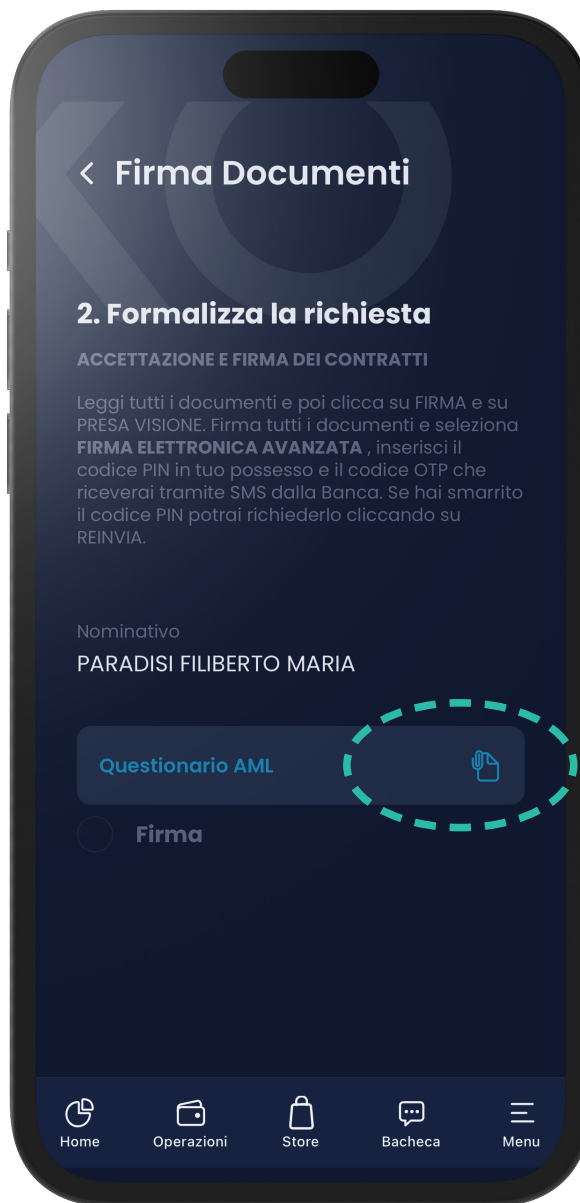 Firma Documenti
2. Formalizza la richiesta
ACCETTAZIONE E FIRMA DEI CONTRATTI
Leggi tutti i documenti e poi clicca su FIRMA e su
PRESA VISIONE. Firma tutti i documenti e seleziona
FIRMA ELETTRONICA AVANZATA , inserisci il
codice PIN in tuo possesso e il codice OTP che
riceverai tramite SMS dalla Banca. Se hai smarrito
il codice PIN potrai richiederlo cliccando su
REINVIA.
Nominativo
PARADISI FILIBERTO MARIA
Questionario AML
Firma
Home Operazioni Store Bacheca Menu